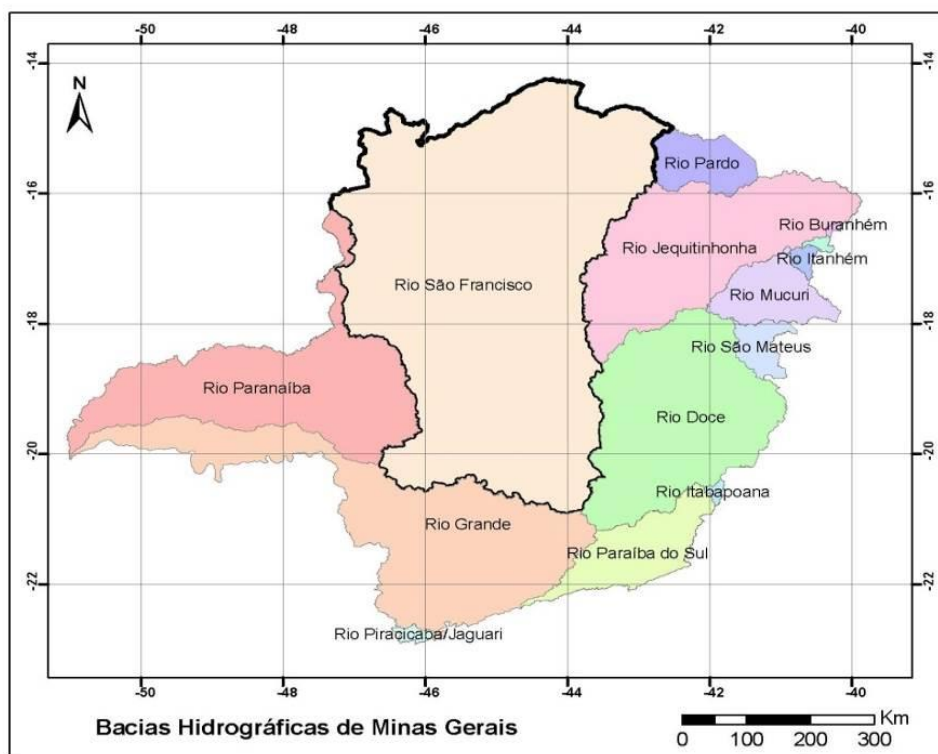 -50 -48 -46 -44 -42 -40
-14 -14
N
Rio Pardo
-16 -16
Rio Buranhém
Rio Jequitinhonha
Rio Itanhém
Rio São Francisco
Rio Mucuri
-18 -18
Rio São Mateus
Rio Paranaíba
Rio Doce
-20 -20
Rio Itabapoana
Rio Grande
Rio Paraíba do Sul
-22 -22
Rio Piracicaba/Jaguari
-50 -48 -46 -44 -42 -40
Bacias Hidrográficas de Minas Gerais
Km
0 100 200 300